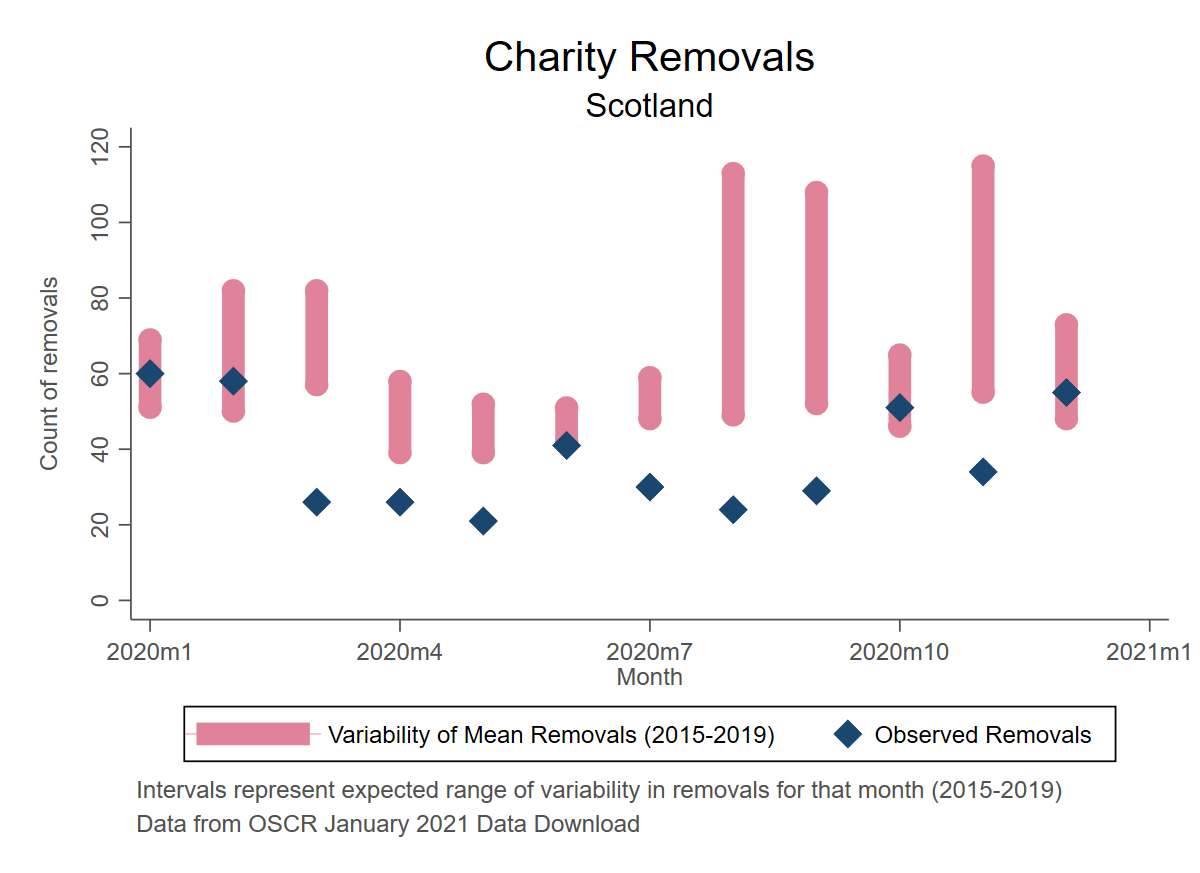 Charity Removals
Scotland
Count of removals
120
100
80
60
40
20
0
2020m1 2020m4 2020m7 2020m10 2021m1
Month
Variability of Mean Removals (2015-2019) Observed Removals
Intervals represent expected range of variability in removals for that month (2015-2019)
Data from OSCR January 2021 Data Download